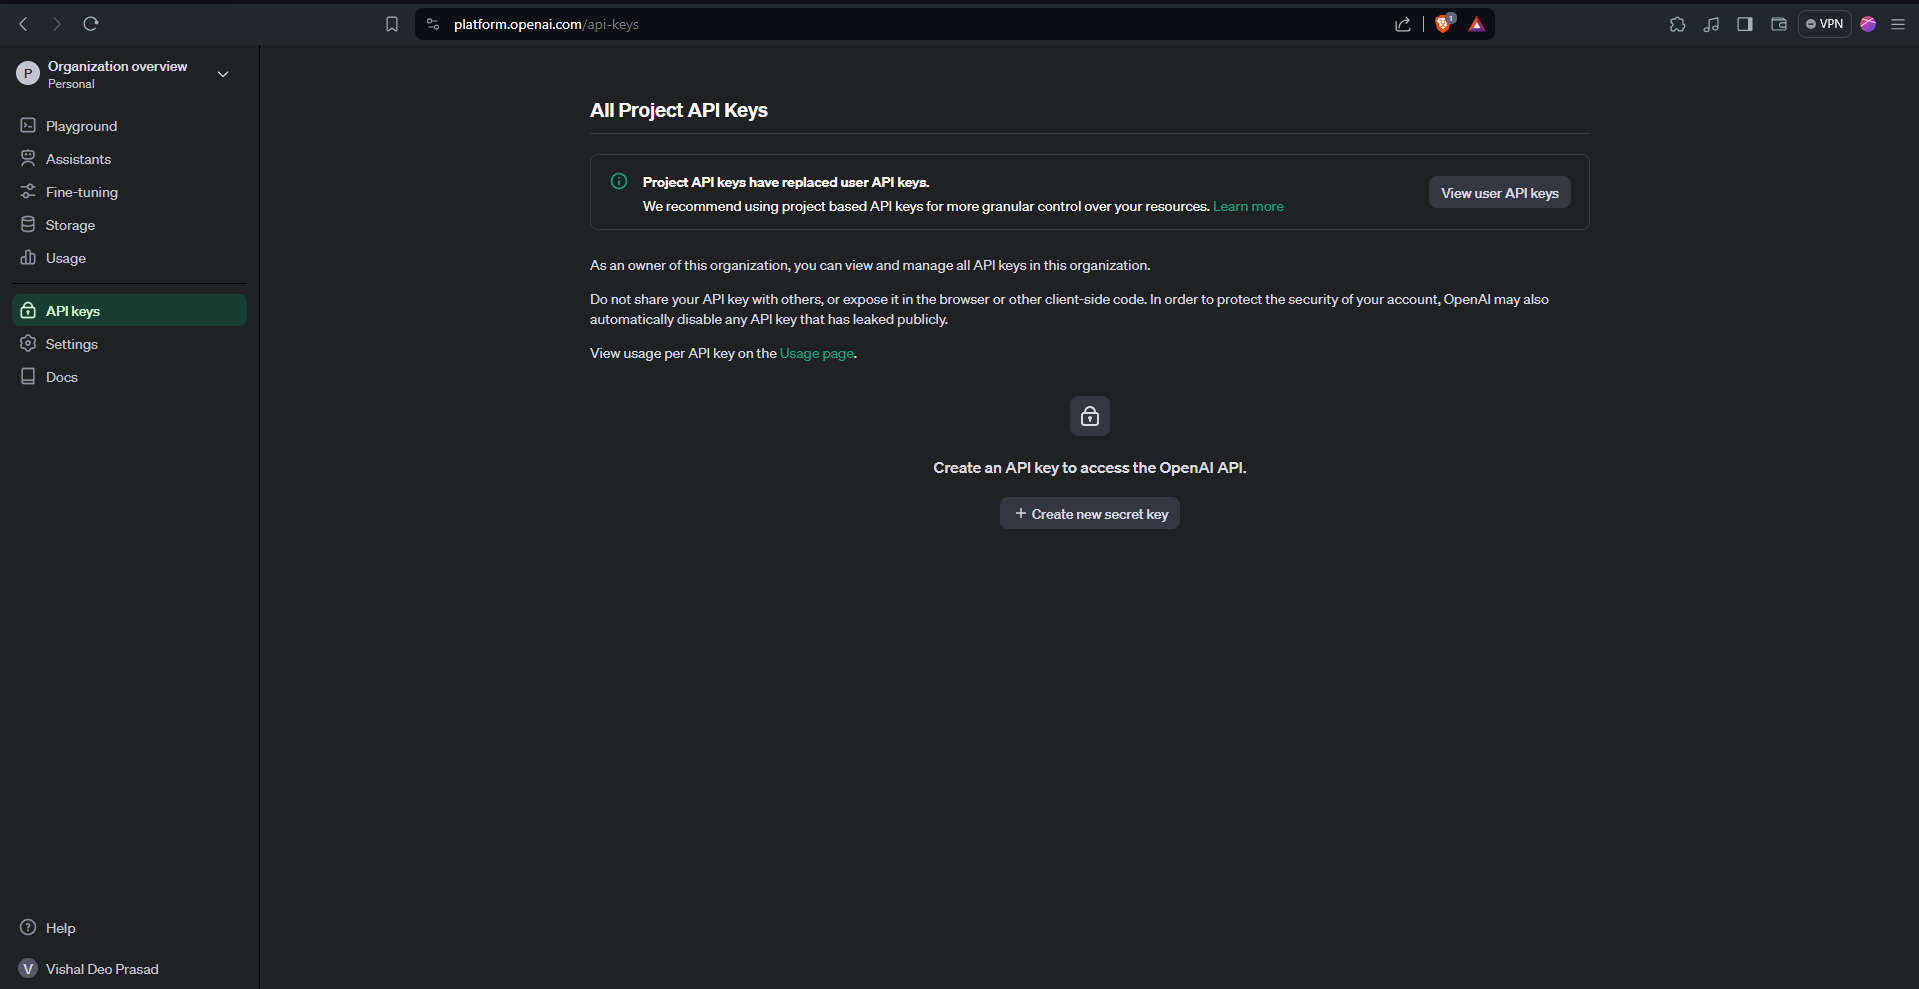 platform.openai.com/api-keys
1
VPN
P
Organization overview
Personal
Playground
Assistants
Fine-tuning
Storage
Usage
API keys
Settings
Docs
All Project API Keys
Project API keys have replaced user API keys.
We recommend using project based API keys for more granular control over your resources. Learn more
View user API keys
As an owner of this organization, you can view and manage all API keys in this organization.
Do not share your API key with others, or expose it in the browser or other client-side code. In order to protect the security of your account, OpenAI may also
automatically disable any API key that has leaked publicly.
View usage per API key on the Usage page.
Create an API key to access the OpenAI API.
+ Create new secret key
Help
V Vishal Deo Prasad